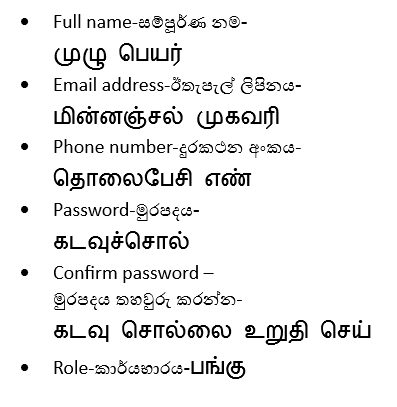 • Full name-සම්පූර්ණ නම-
முழு பெயர்
• Email address-ඊතැපැල් ලිපිනය-
மின்னஞ்சல் முகவரி
• Phone number-දුරකථන අංකය-
தொலைபேசி எண்
• Password-මුරපදය-
கடவுச்சொல்
• Confirm password –
මුරපදය තහවුරු කරන්න-
கடவு சொல்லை உறுதி செய்
• Role-කාර්යභාරය-பங்கு